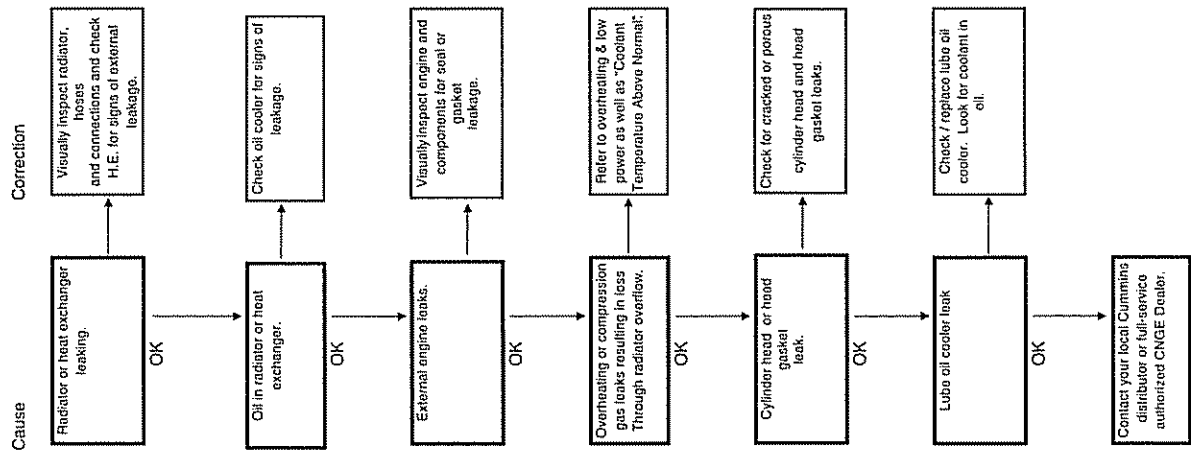 Cause
Correction
Radiator or heat exchanger
leaking.
Visually inspect radiator,
hoses
and connections and check
H.E. for signs of external
leakage.
OK
Oil in radiator or heat
exchanger.
Check oil cooler for signs of
leakage.
OK
External engine leaks.
Visually inspect engine and
components for seal or
gasket
leakage.
OK
Overheating or compression
gas leaks resulting in loss
Through radiator overflow.
Refer to overheating & low
power as well as "Coolant
Temperature Above Normal".
OK
Cylinder head or head
gasket
leak.
Check for cracked or porous
cylinder head and head
gasket leaks.
OK
Lube oil cooler leak
Check / replace lube oil
cooler. Look for coolant in
oil.
OK
Contact your local Cummins
distributor or full-service
authorized CNGE Dealer.